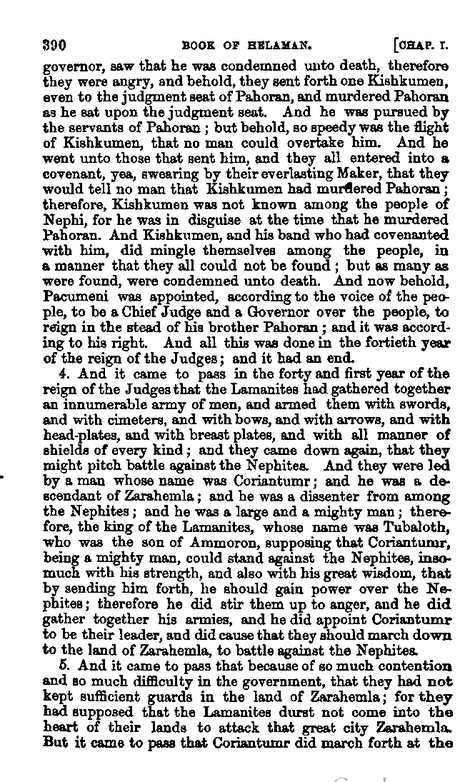 390 BOOK OF HELAMAN. [CHAP. I.
governor, saw that he was condemned unto death, therefore
they were angry, and behold, they sent forth one Kishkumen,
even to the judgment seat of Pahoran, and murdered Pahoran
as he sat upon the judgment seat. And he was pursued by
the servants of Pahoran; but behold, so speedy was the flight
of Kishkumen, that no man could overtake him. And he
went unto those that sent him, and they all entered into a
covenant, yea, swearing by their everlasting Maker, that they
would tell no man that Kishkumen had murdered Pahoran;
therefore, Kishkumen was not known among the people of
Nephi, for he was in disguise at the time that he murdered
Pahoran. And Kishkumen, and his band who had covenanted
with him, did mingle themselves among the people, in
a manner that they all could not be found; but as many as
were found, were condemned unto death. And now behold,
Pacumeni was appointed, according to the voice of the peo-
ple, to be a Chief Judge and a Governor over the people, to
reign in the stead of his brother Pahoran; and it was accord-
ing to his right. And all this was done in the fortieth year
of the reign of the Judges; and it had an end.
4. And it came to pass in the forty and first year of the
reign of the Judges that the Lamanites had gathered together
an innumerable army of men, and armed them with swords,
and with cimeters, and with bows, and with arrows, and with
head-plates, and with breast plates, and with all manner of
shields of every kind; and they came down again, that they
might pitch battle against the Nephites. And they were led
by a man whose name was Coriantumr; and he was a de-
scendant of Zarahemla; and he was a dissenter from among
the Nephites; and he was a large and a mighty man; there-
fore, the king of the Lamanites, whose name was Tubaloth,
who was the son of Ammoron, supposing that Coriantumr,
being a mighty man, could stand against the Nephites, inso-
much with his strength, and also with his great wisdom, that
by sending him forth, he should gain power over the Ne-
phites; therefore he did stir them up to anger, and he did
gather together his armies, and he did appoint Coriantumr
to be their leader, and did cause that they should march down
to the land of Zarahemla, to battle against the Nephites.
5. And it came to pass that because of so much contention
and so much difficulty in the government, that they had not
kept sufficient guards in the land of Zarahemla; for they
had supposed that the Lamanites durst not come into the
heart of their lands to attack that great city Zarahemla.
But it came to pass that Coriantumr did march forth at the